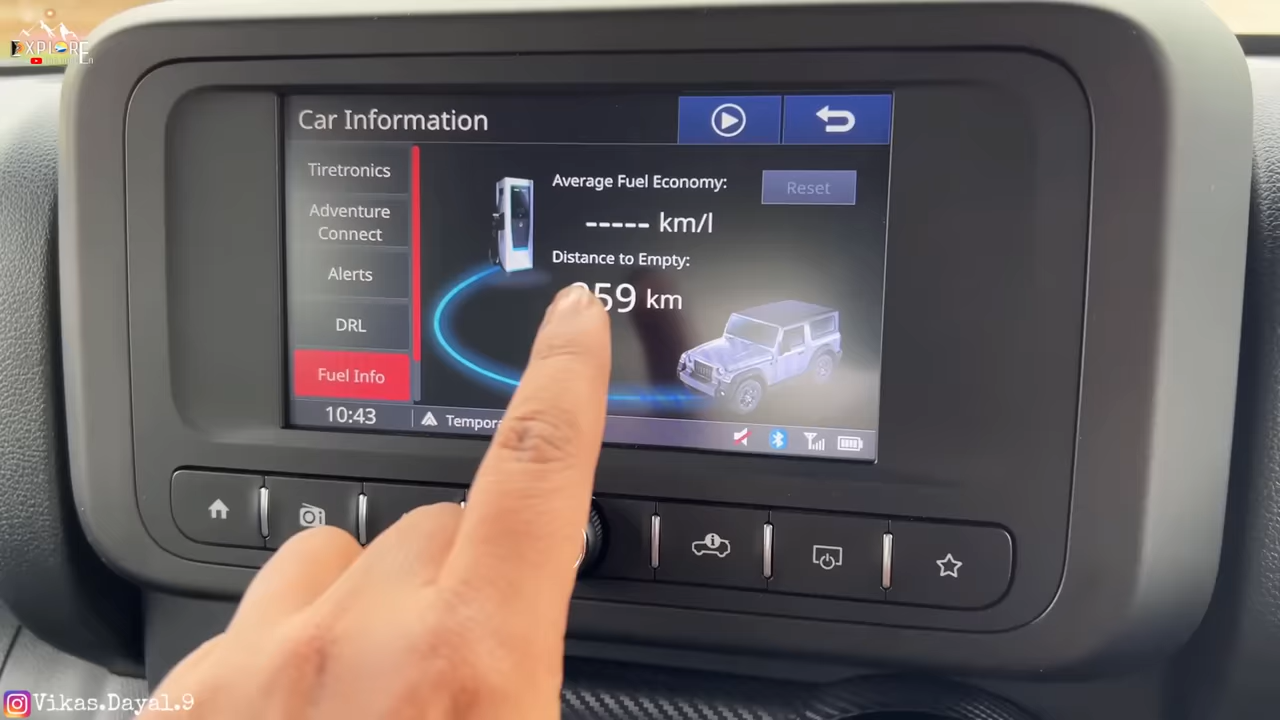 EXPLORE
Car Information
Tiretronics
Adventure
Connect
Alerts
DRL
Fuel Info
Average Fuel Economy:
Reset
----- km/l
Distance to Empty:
59 km
10:43
Tempora
Vikas.Dayal.9